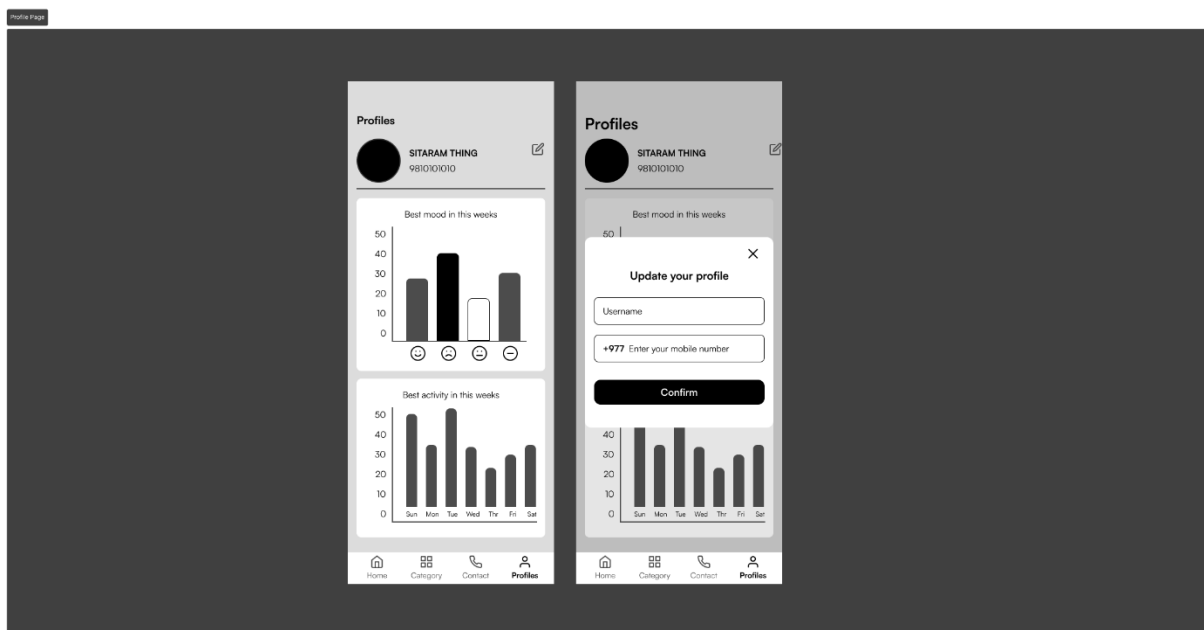 Profile Page
Profiles
SITARAM THING
9810101010
Best mood in this weeks
50
40
30
20
10
0
Best activity in this weeks
50
40
30
20
10
0
Sun Mon Tue Wed Thr Fri Sat
Home Category Contact Profiles
Profiles
SITARAM THING
9810101010
Best mood in this weeks
50
Update your profile
Username
+977 Enter your mobile number
Confirm
40
30
20
10
0
Sun Mon Tue Wed Thr Fri Sat
Home Category Contact Profiles